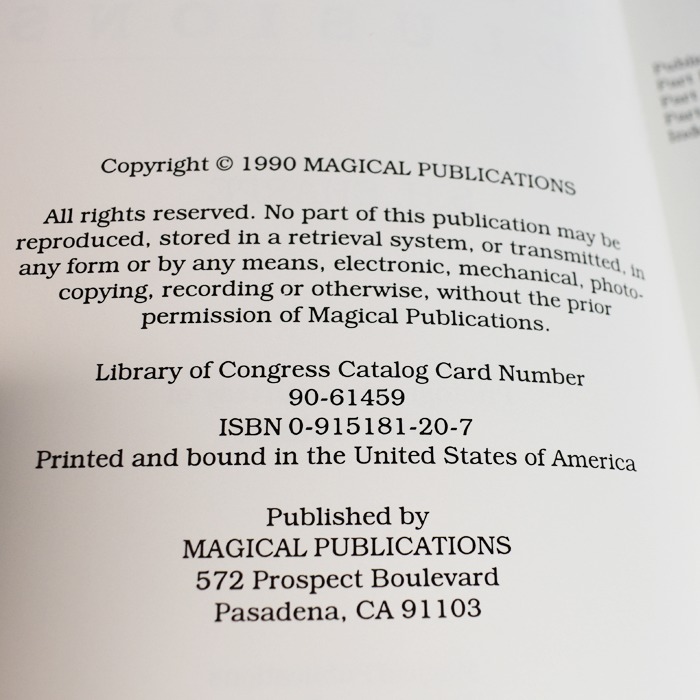 Copyright © 1990 MAGICAL PUBLICATIONS
All rights reserved. No part of this publication may be
reproduced, stored in a retrieval system, or transmitted, in
any form or by any means, electronic, mechanical, photo-
copying, recording or otherwise, without the prior
permission of Magical Publications.
Library of Congress Catalog Card Number
90-61459
ISBN 0-915181-20-7
Printed and bound in the United States of America
Published by
MAGICAL PUBLICATIONS
572 Prospect Boulevard
Pasadena, CA 91103